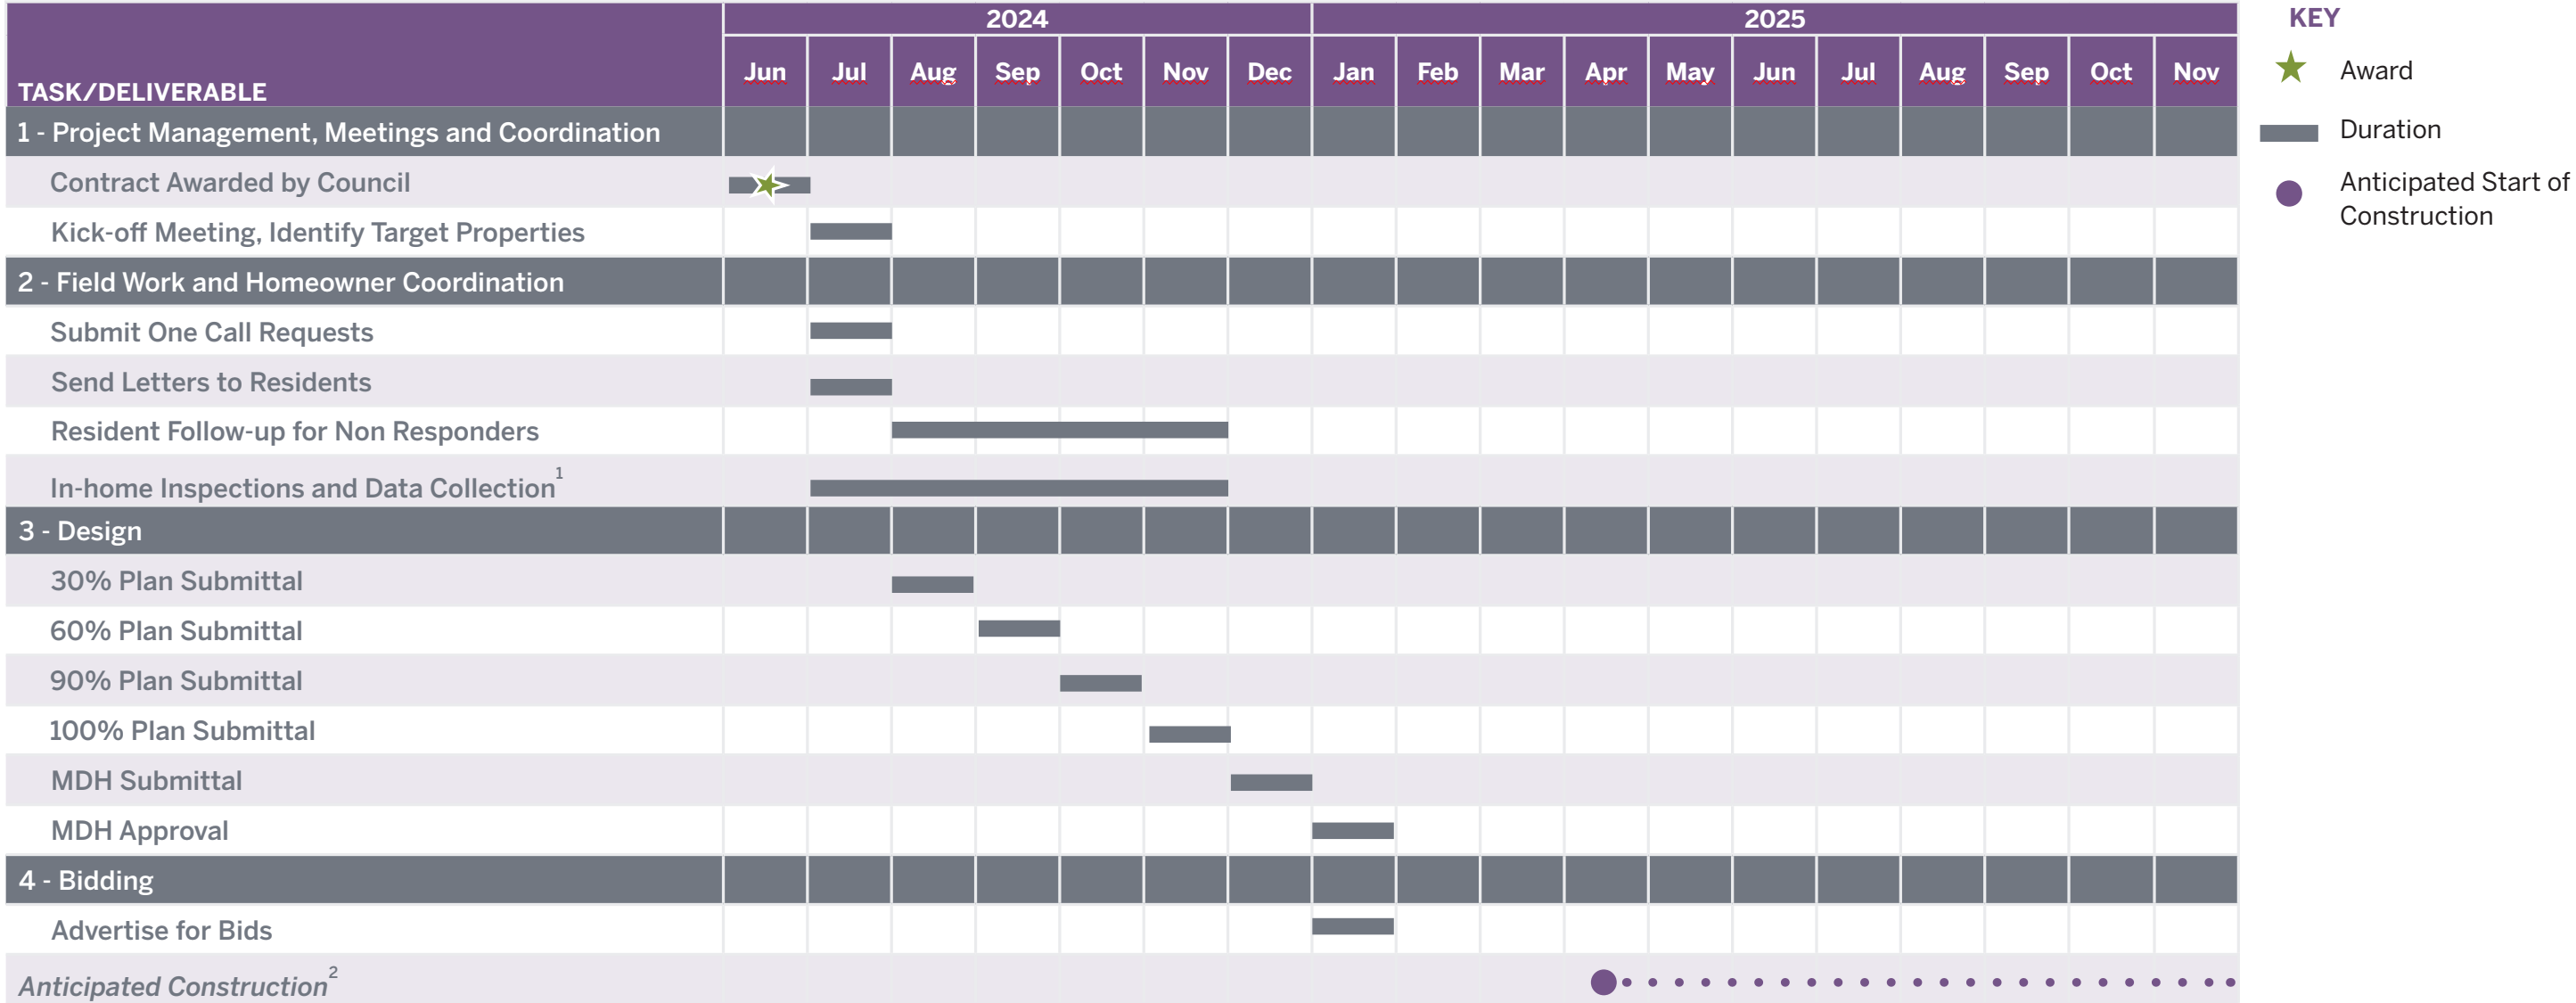 2024
2025
KEY
Jun
Jul
Aug
Sep
Oct
Nov
Dec
Jan
Feb
Mar
Apr
May
Jun
Jul
Aug
Sep
Oct
Nov
TASK/DELIVERABLE
Award
Duration
Anticipated Start of
Construction
1 - Project Management, Meetings and Coordination
Contract Awarded by Council
Kick-off Meeting, Identify Target Properties
2 - Field Work and Homeowner Coordination
Submit One Call Requests
Send Letters to Residents
Resident Follow-up for Non Responders
In-home Inspections and Data Collection1
3 - Design
30% Plan Submittal
60% Plan Submittal
90% Plan Submittal
100% Plan Submittal
MDH Submittal
MDH Approval
4 - Bidding
Advertise for Bids
Anticipated Construction2